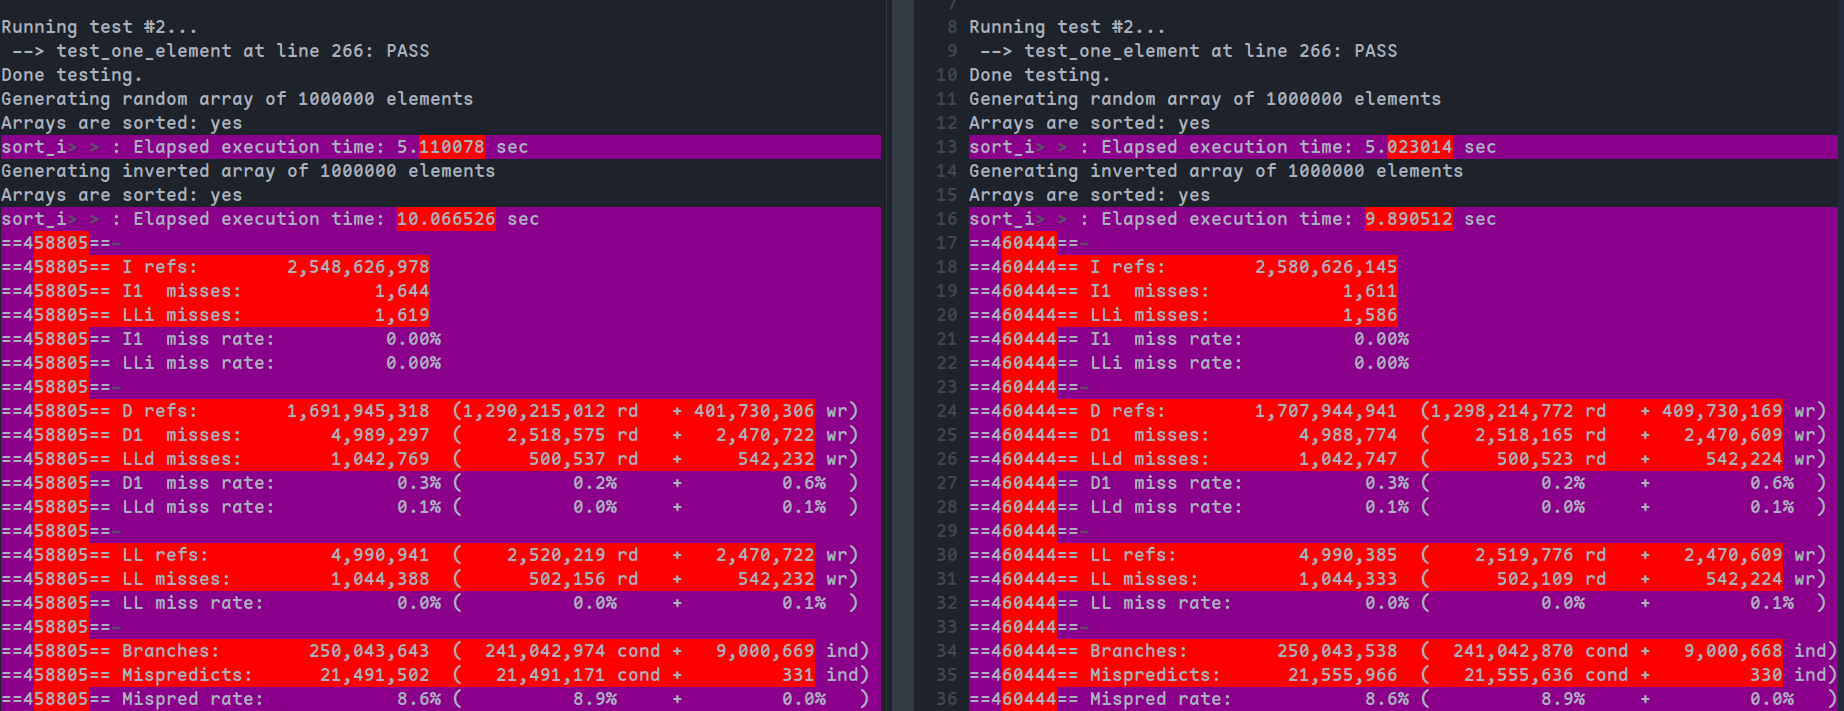 Running test #2...
 --> test_one_element at line 266: PASS
Done testing.
Generating random array of 1000000 elements
Arrays are sorted: yes
sort_i> > : Elapsed execution time: 5.110078 sec
Generating inverted array of 1000000 elements
Arrays are sorted: yes
sort_i> > : Elapsed execution time: 10.066526 sec
==458805==-
==458805== I refs:        2,548,626,978
==458805== I1  misses:            1,644
==458805== LLi misses:            1,619
==458805== I1  miss rate:          0.00%
==458805== LLi miss rate:          0.00%
==458805==-
==458805== D refs:        1,691,945,318  (1,290,215,012 rd   + 401,730,306 wr)
==458805== D1  misses:        4,989,297  (    2,518,575 rd   +   2,470,722 wr)
==458805== LLd misses:        1,042,769  (      500,537 rd   +     542,232 wr)
==458805== D1  miss rate:           0.3% (          0.2%     +         0.6%  )
==458805== LLd miss rate:           0.1% (          0.0%     +         0.1%  )
==458805==-
==458805== LL refs:           4,990,941  (    2,520,219 rd   +   2,470,722 wr)
==458805== LL misses:         1,044,388  (      502,156 rd   +     542,232 wr)
==458805== LL miss rate:            0.0% (          0.0%     +         0.1%  )
==458805==-
==458805== Branches:        250,043,643  (  241,042,974 cond +   9,000,669 ind)
==458805== Mispredicts:      21,491,502  (   21,491,171 cond +         331 ind)
==458805== Mispred rate:            8.6% (          8.9%     +         0.0%   )
7
8 Running test #2...
9  --> test_one_element at line 266: PASS
10 Done testing.
11 Generating random array of 1000000 elements
12 Arrays are sorted: yes
13 sort_i> > : Elapsed execution time: 5.023014 sec
14 Generating inverted array of 1000000 elements
15 Arrays are sorted: yes
16 sort_i> > : Elapsed execution time: 9.890512 sec
17 ==460444==-
18 ==460444== I refs:        2,580,626,145
19 ==460444== I1  misses:            1,611
20 ==460444== LLi misses:            1,586
21 ==460444== I1  miss rate:          0.00%
22 ==460444== LLi miss rate:          0.00%
23 ==460444==-
24 ==460444== D refs:        1,707,944,941  (1,298,214,772 rd   + 409,730,169 wr)
25 ==460444== D1  misses:        4,988,774  (    2,518,165 rd   +   2,470,609 wr)
26 ==460444== LLd misses:        1,042,747  (      500,523 rd   +     542,224 wr)
27 ==460444== D1  miss rate:           0.3% (          0.2%     +         0.6%  )
28 ==460444== LLd miss rate:           0.1% (          0.0%     +         0.1%  )
29 ==460444==-
30 ==460444== LL refs:           4,990,385  (    2,519,776 rd   +   2,470,609 wr)
31 ==460444== LL misses:         1,044,333  (      502,109 rd   +     542,224 wr)
32 ==460444== LL miss rate:            0.0% (          0.0%     +         0.1%  )
33 ==460444==-
34 ==460444== Branches:        250,043,538  (  241,042,870 cond +   9,000,668 ind)
35 ==460444== Mispredicts:      21,555,966  (   21,555,636 cond +         330 ind)
36 ==460444== Mispred rate:            8.6% (          8.9%     +         0.0%   )